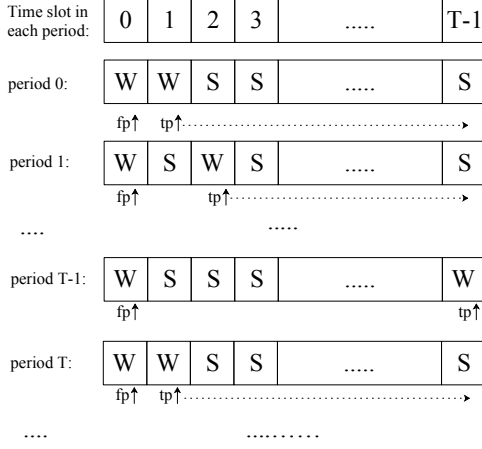 Time slot in each period: 0 1 2 3 ..... T-1
period 0: W W S S ..... S
fp↑ tp↑
period 1: W S W S ..... S
fp↑ tp↑
.... .....
period T-1: W S S S ..... W
fp↑ tp↑
period T: W W S S ..... S
fp↑ tp↑
.... ..........